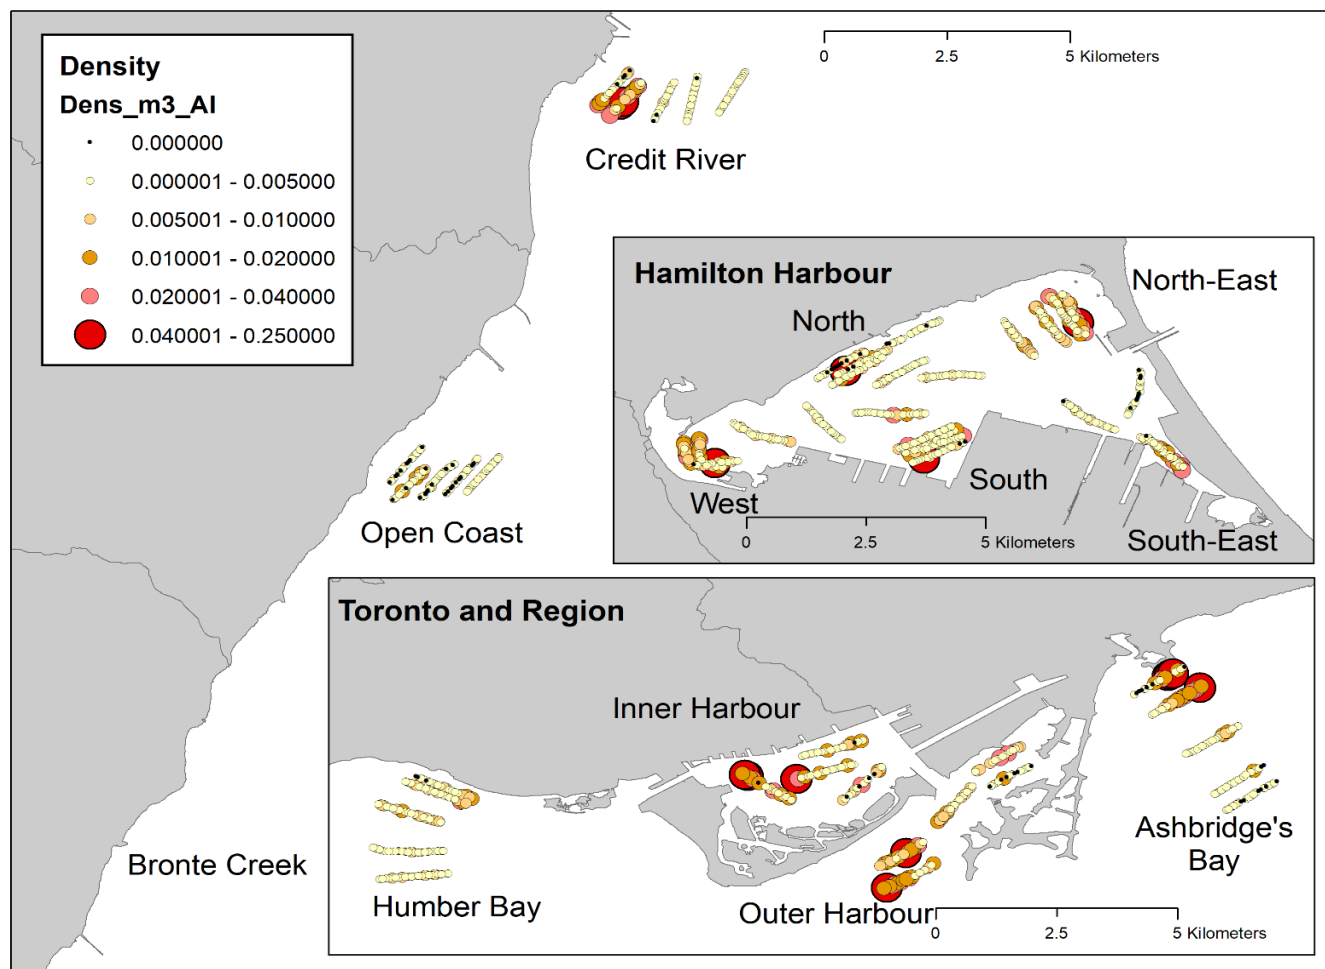 0 2.5 5 Kilometers
Density
Dens_m3_AI
0.000000
0.000001 - 0.005000
0.005001 - 0.010000
0.010001 - 0.020000
0.020001 - 0.040000
0.040001 - 0.250000
Credit River
Hamilton Harbour
North-East
North
South
West
0 2.5 5 Kilometers
South-East
Open Coast
Toronto and Region
Inner Harbour
Ashbridge's
Bay
Bronte Creek
Humber Bay
Outer Harbour
0 2.5 5 Kilometers